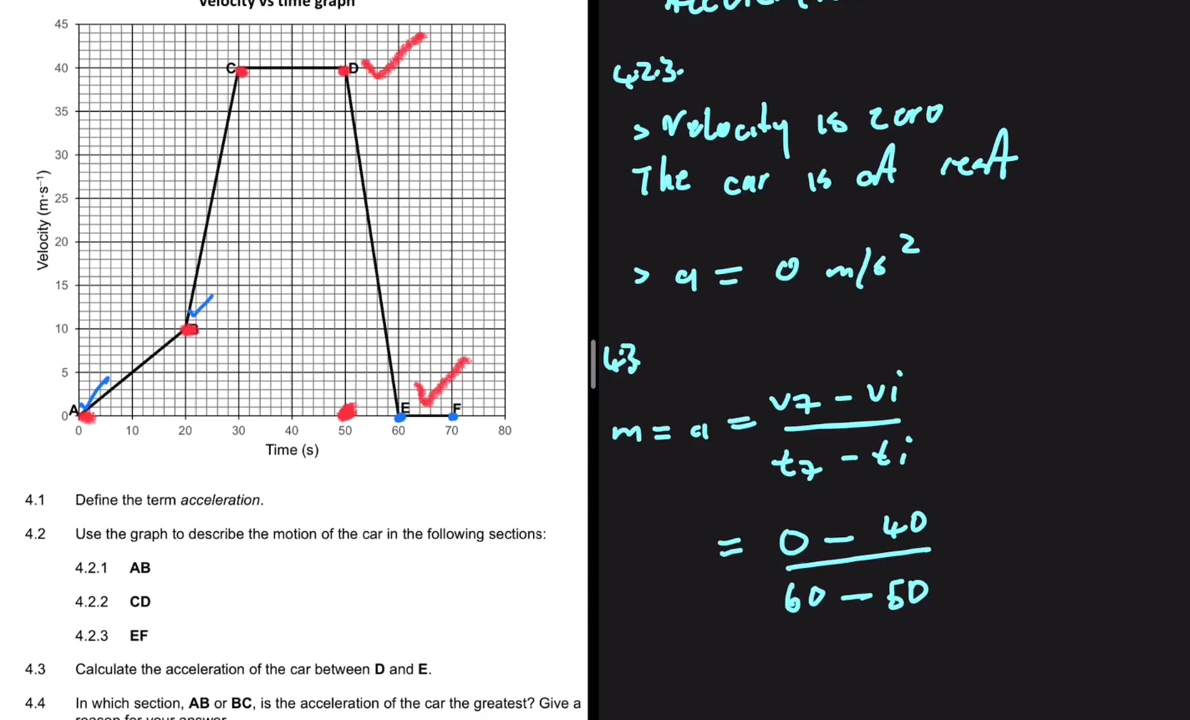 Velocity vs time graph
45
40
35
30
25
20
15
10
5
0
Velocity (m·s⁻¹)
C
D
B
A
E
F
0 10 20 30 40 50 60 70 80
Time (s)
4.1 Define the term acceleration.
4.2 Use the graph to describe the motion of the car in the following sections:
4.2.1 AB
4.2.2 CD
4.2.3 EF
4.3 Calculate the acceleration of the car between D and E.
4.4 In which section, AB or BC, is the acceleration of the car the greatest? Give a
reason for your answer.
4.2.3.
> Velocity is zero
The car is at rest
> a = 0 m/s²
4.3
m = a = vf - vi
tf - ti
= 0 - 40
60 - 50